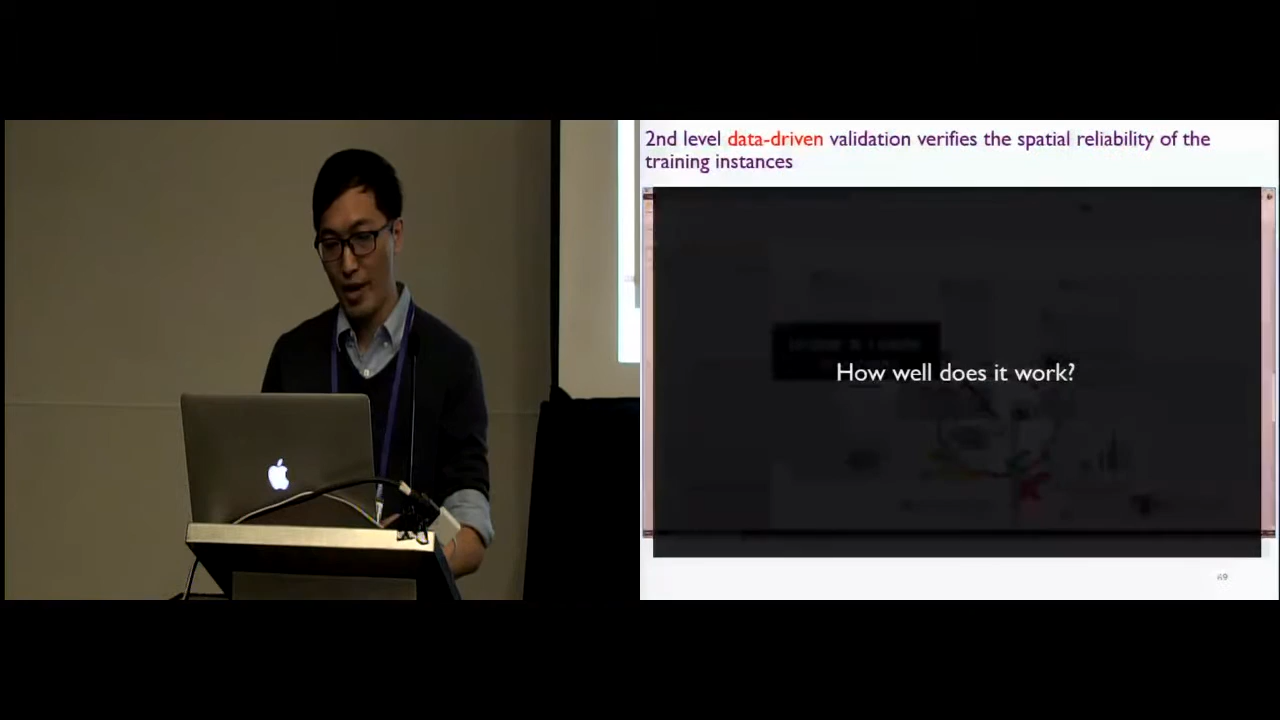 2nd level data-driven validation verifies the spatial reliability of the
training instances
How well does it work?